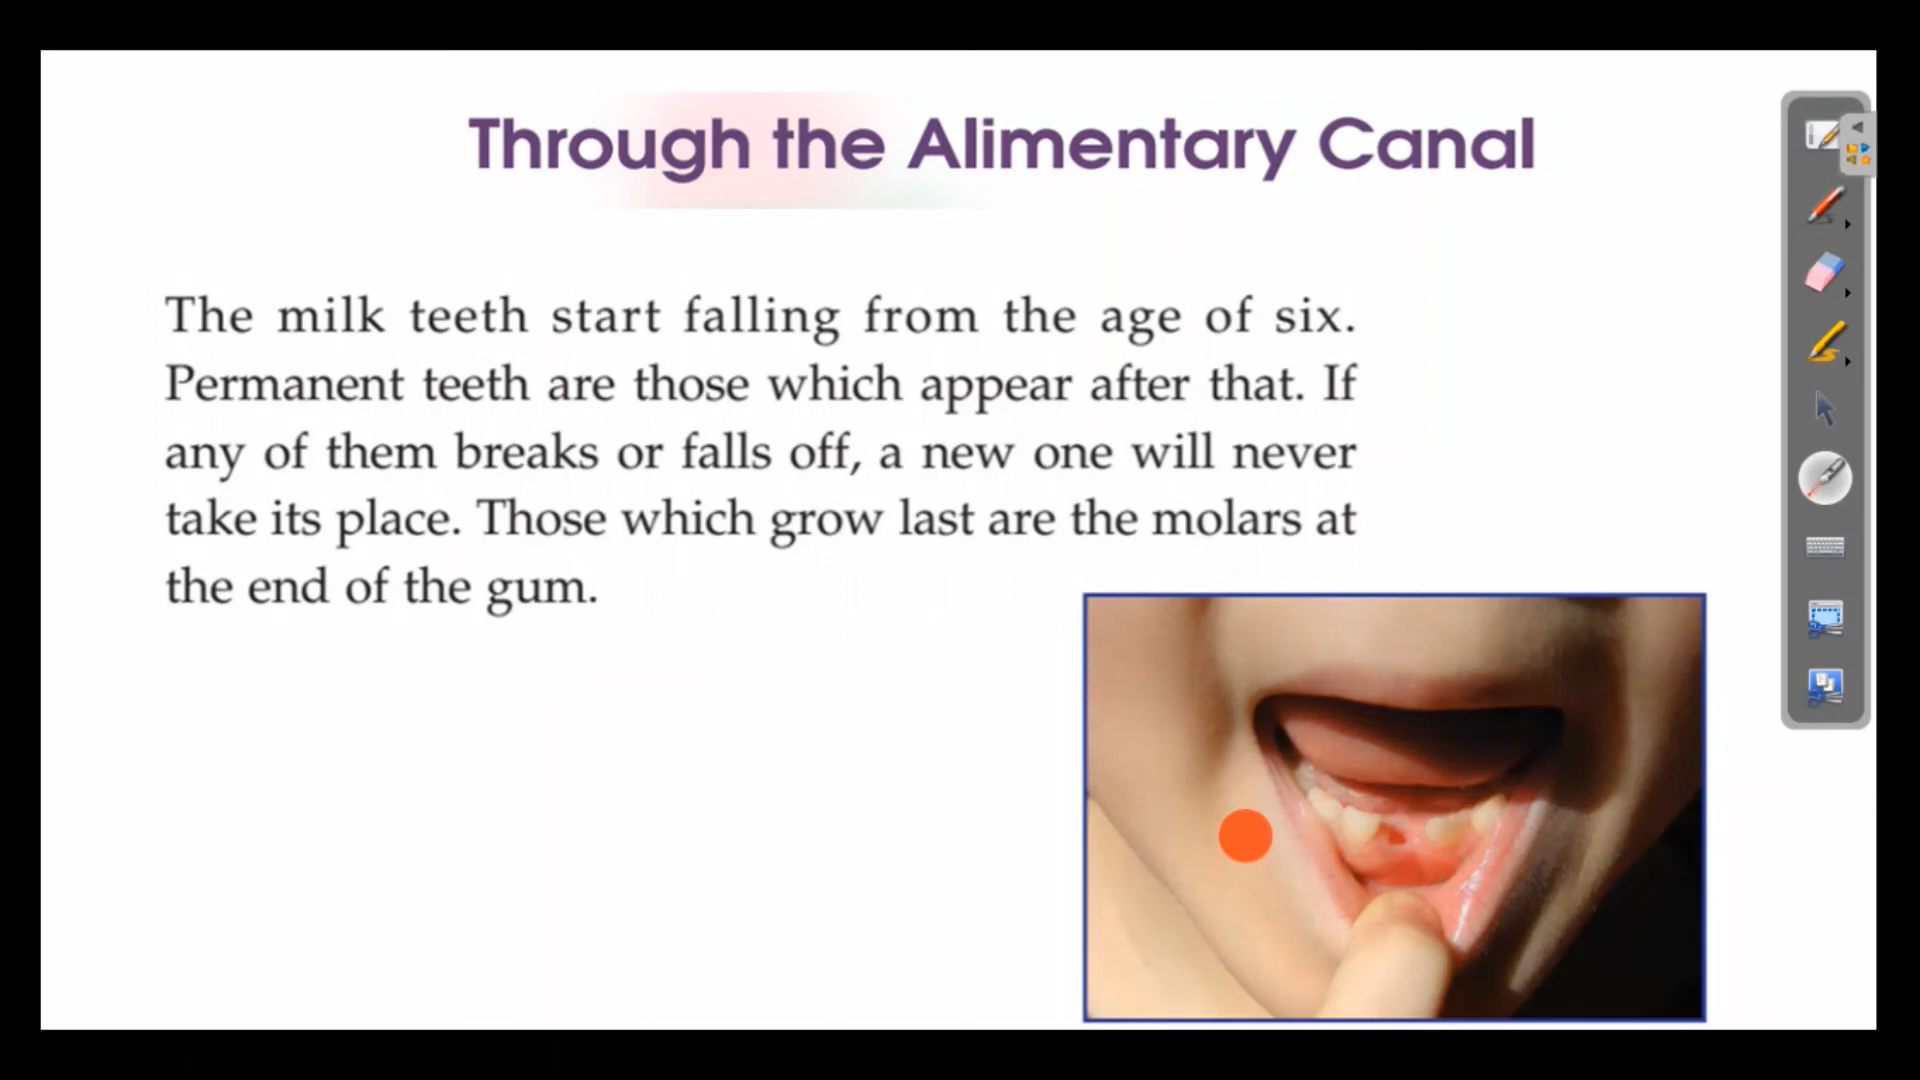 Through the Alimentary Canal
The milk teeth start falling from the age of six.
Permanent teeth are those which appear after that. If
any of them breaks or falls off, a new one will never
take its place. Those which grow last are the molars at
the end of the gum.